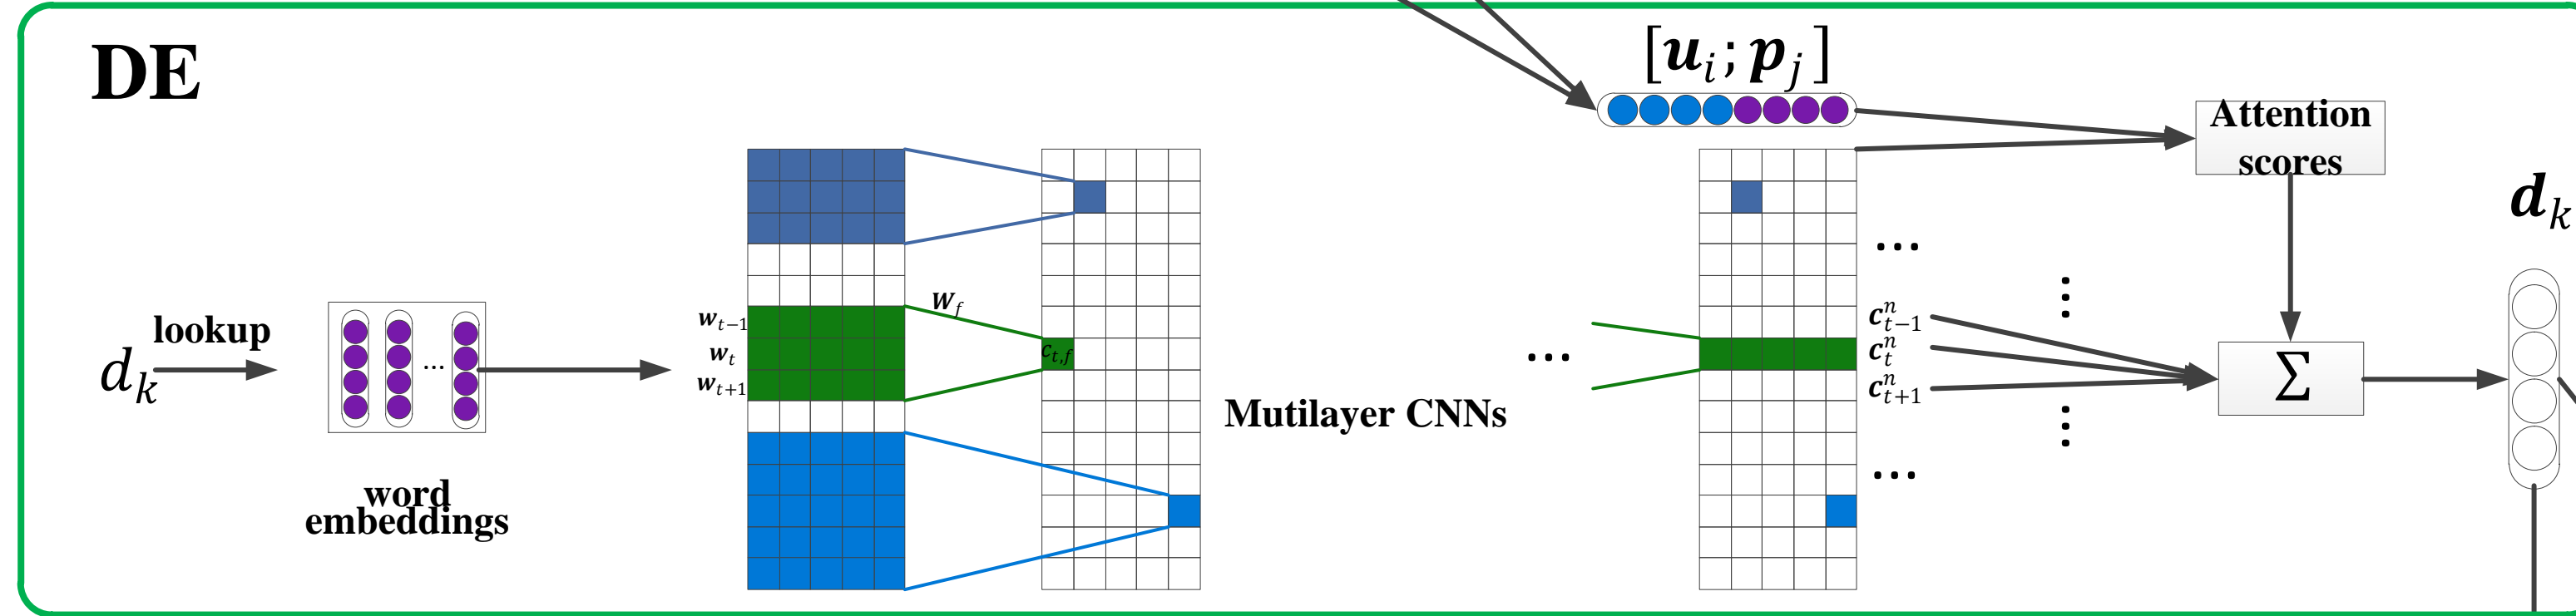 DE
[u_i; p_j]
Attention
scores
d_k
lookup
d_k
...
word
embeddings
w_{t-1}
w_t
w_{t+1}
W_f
c_{t,f}
Mutilayer CNNs
...
...
c^n_{t-1}
c^n_t
c^n_{t+1}
...
Σ